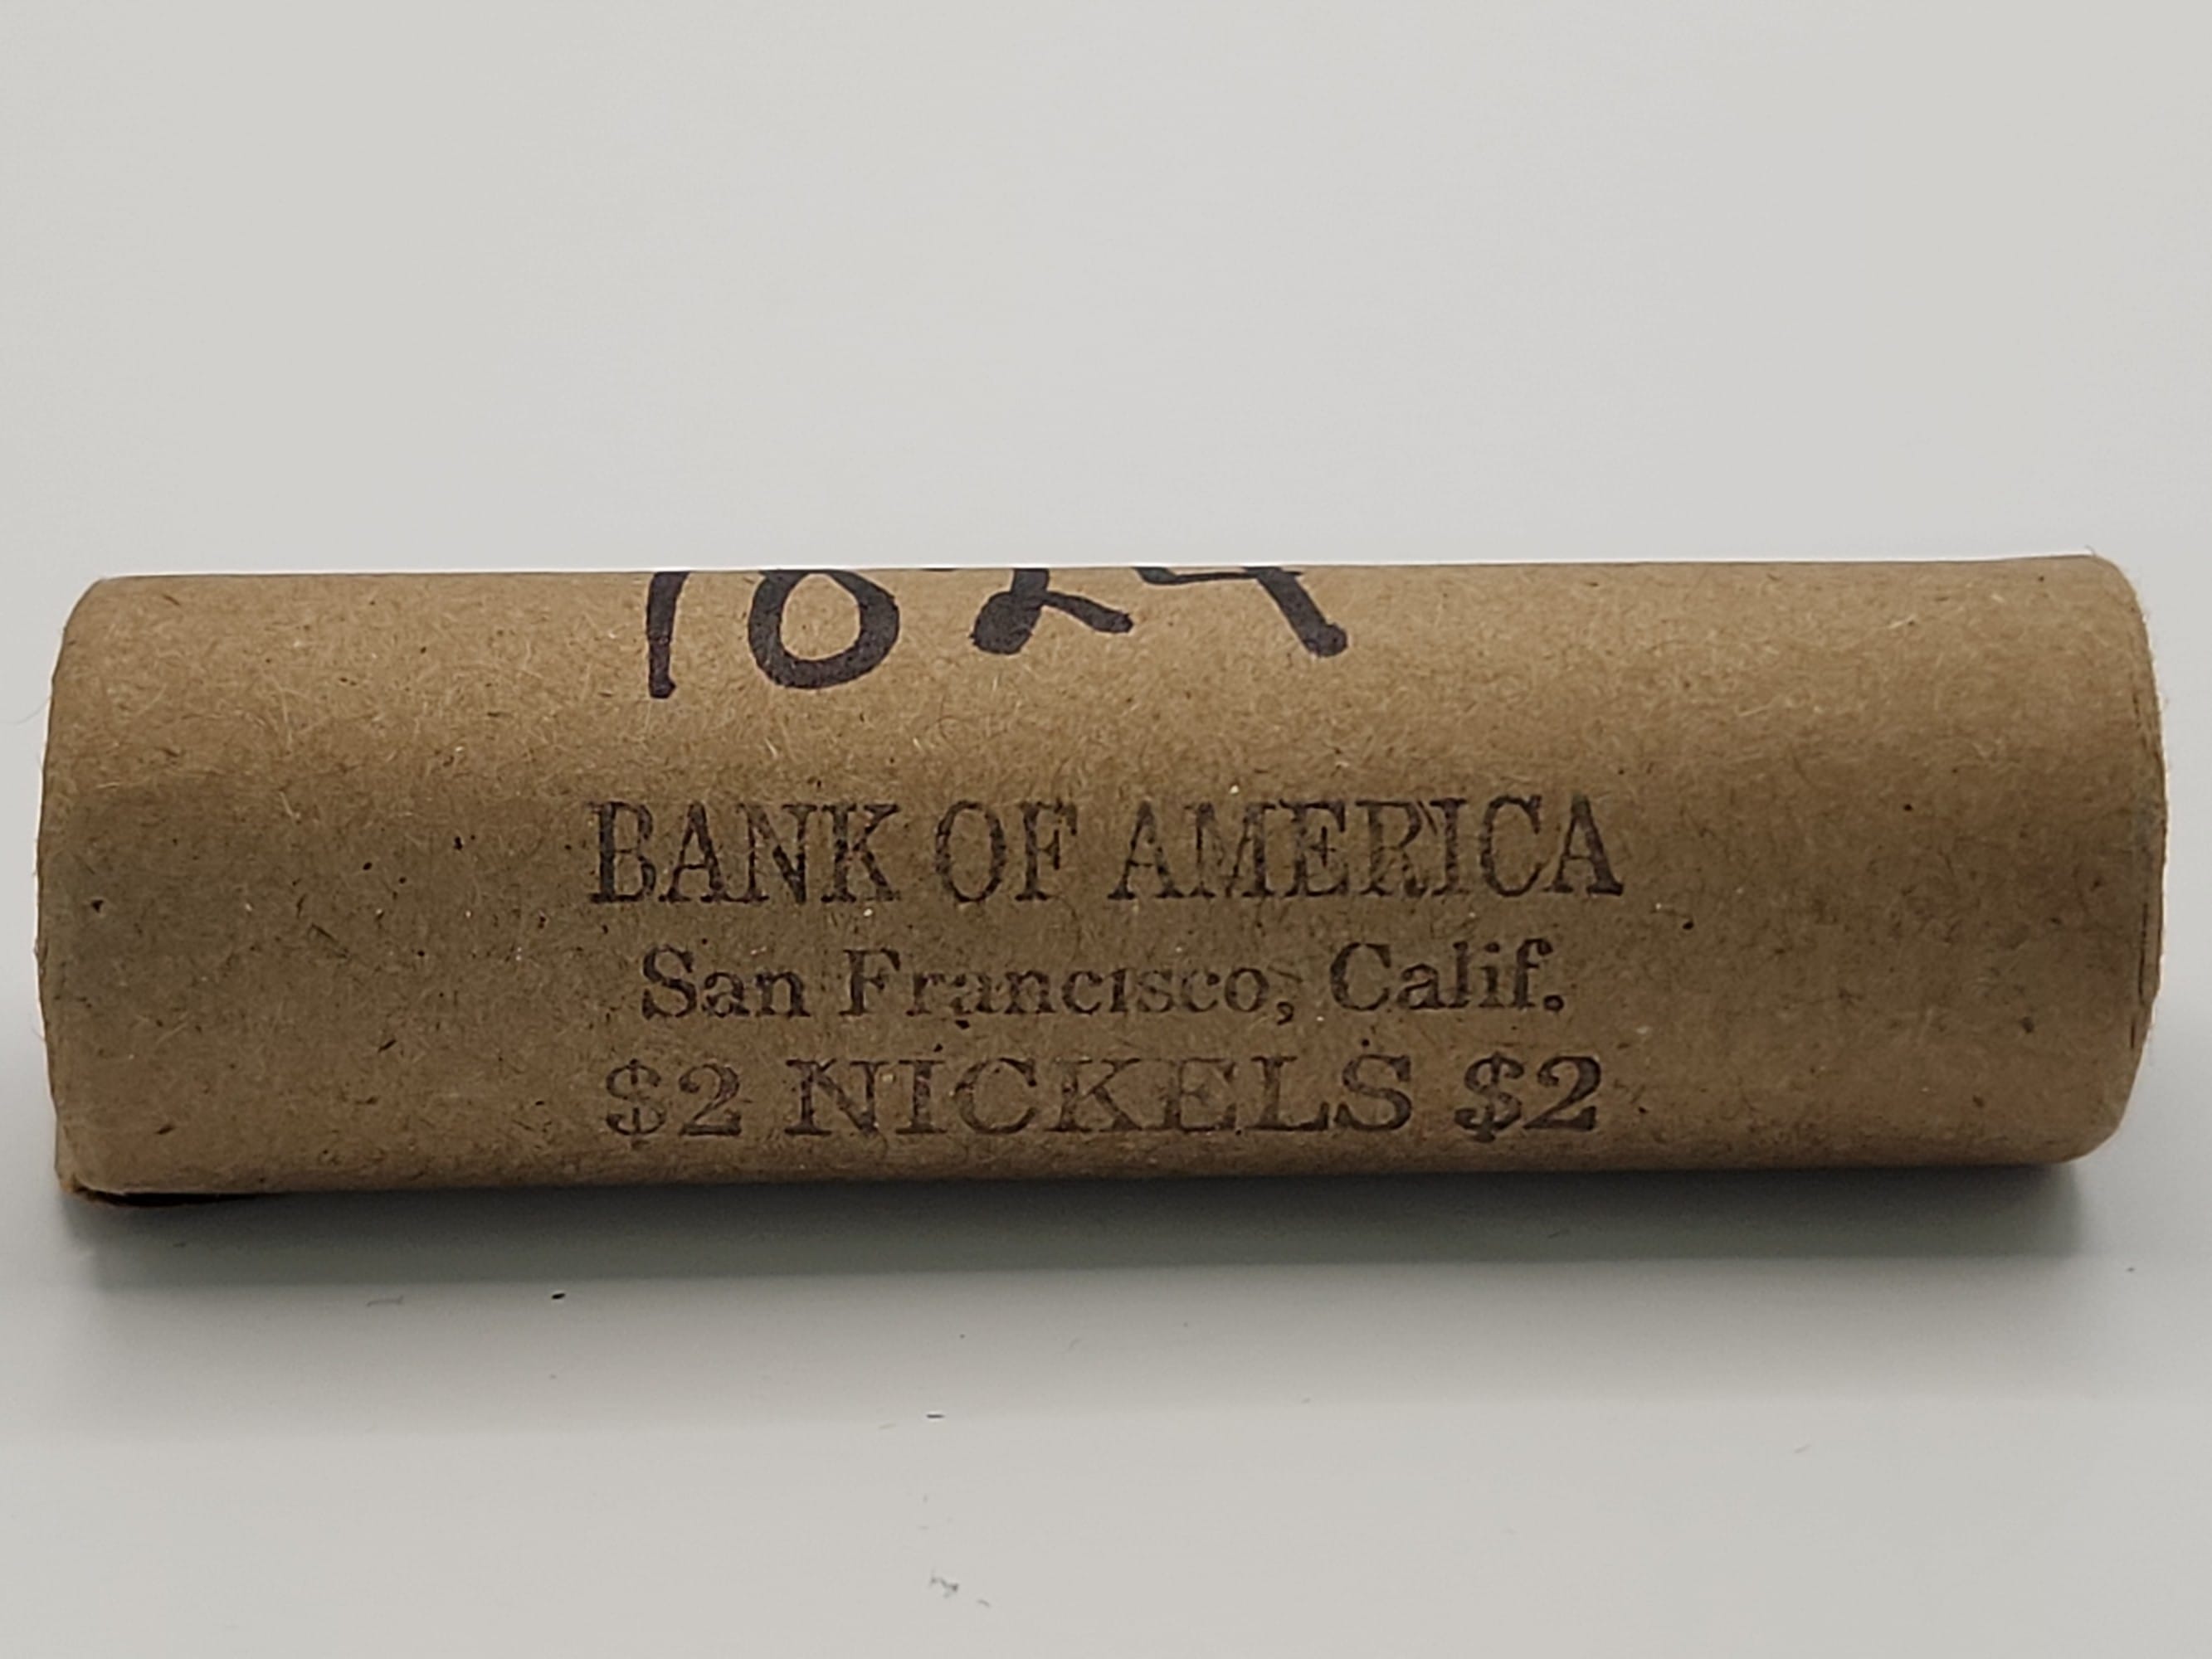 BANK OF AMERICA
San Francisco, Calif.
$2 NICKELS $2